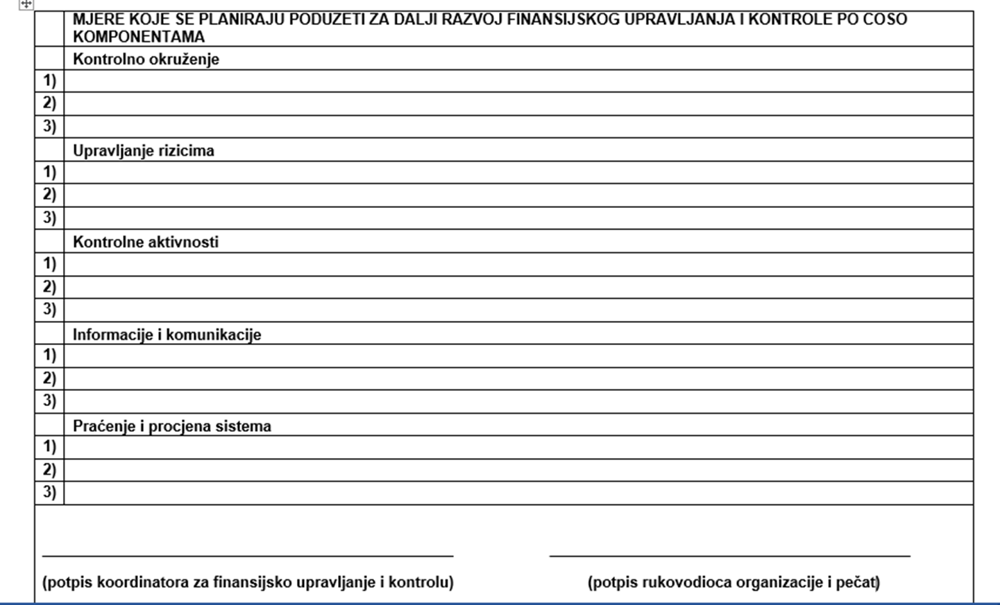 MJERE KOJE SE PLANIRAJU PODUZETI ZA DALJI RAZVOJ FINANSIJSKOG UPRAVLJANJA I KONTROLE PO COSO
KOMPONENTAMA
Kontrolno okruženje
1)
2)
3)
Upravljanje rizicima
1)
2)
3)
Kontrolne aktivnosti
1)
2)
3)
Informacije i komunikacije
1)
2)
3)
Praćenje i procjena sistema
1)
2)
3)
(potpis koordinatora za finansijsko upravljanje i kontrolu) (potpis rukovodioca organizacije i pečat)